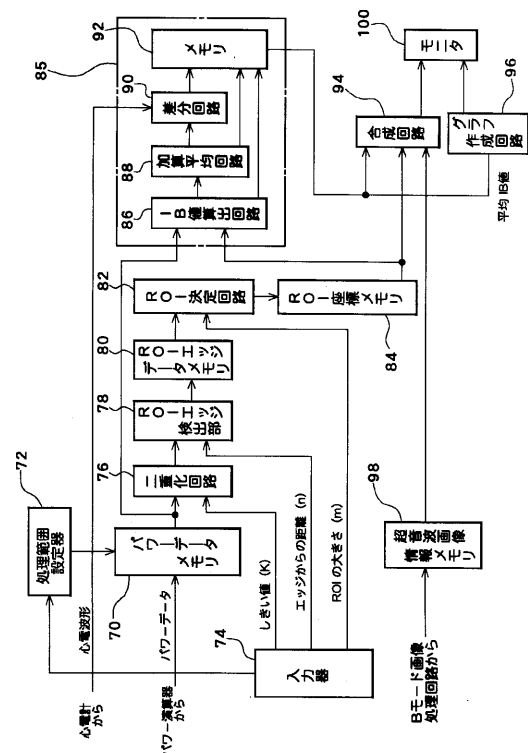 心電計
から
心電波形
72
処理範囲
設定器
パワー演算器
から
パワーデータ
70
パワーデータ
メモリ
74
入力器
しきい値 (K)
エッジからの距離 (n)
ROIの大きさ (m)
76
二重化回路
78
ROIエッジ
検出部
80
ROIエッジ
データメモリ
82
ROI決定回路
84
ROI座標メモリ
85
86
IB値算出回路
88
加算平均回路
90
差分回路
92
メモリ
94
合成回路
平均IB値
96
グラフ
作成回路
98
超音波画像
情報メモリ
Bモード画像
処理回路から
100
モニタ